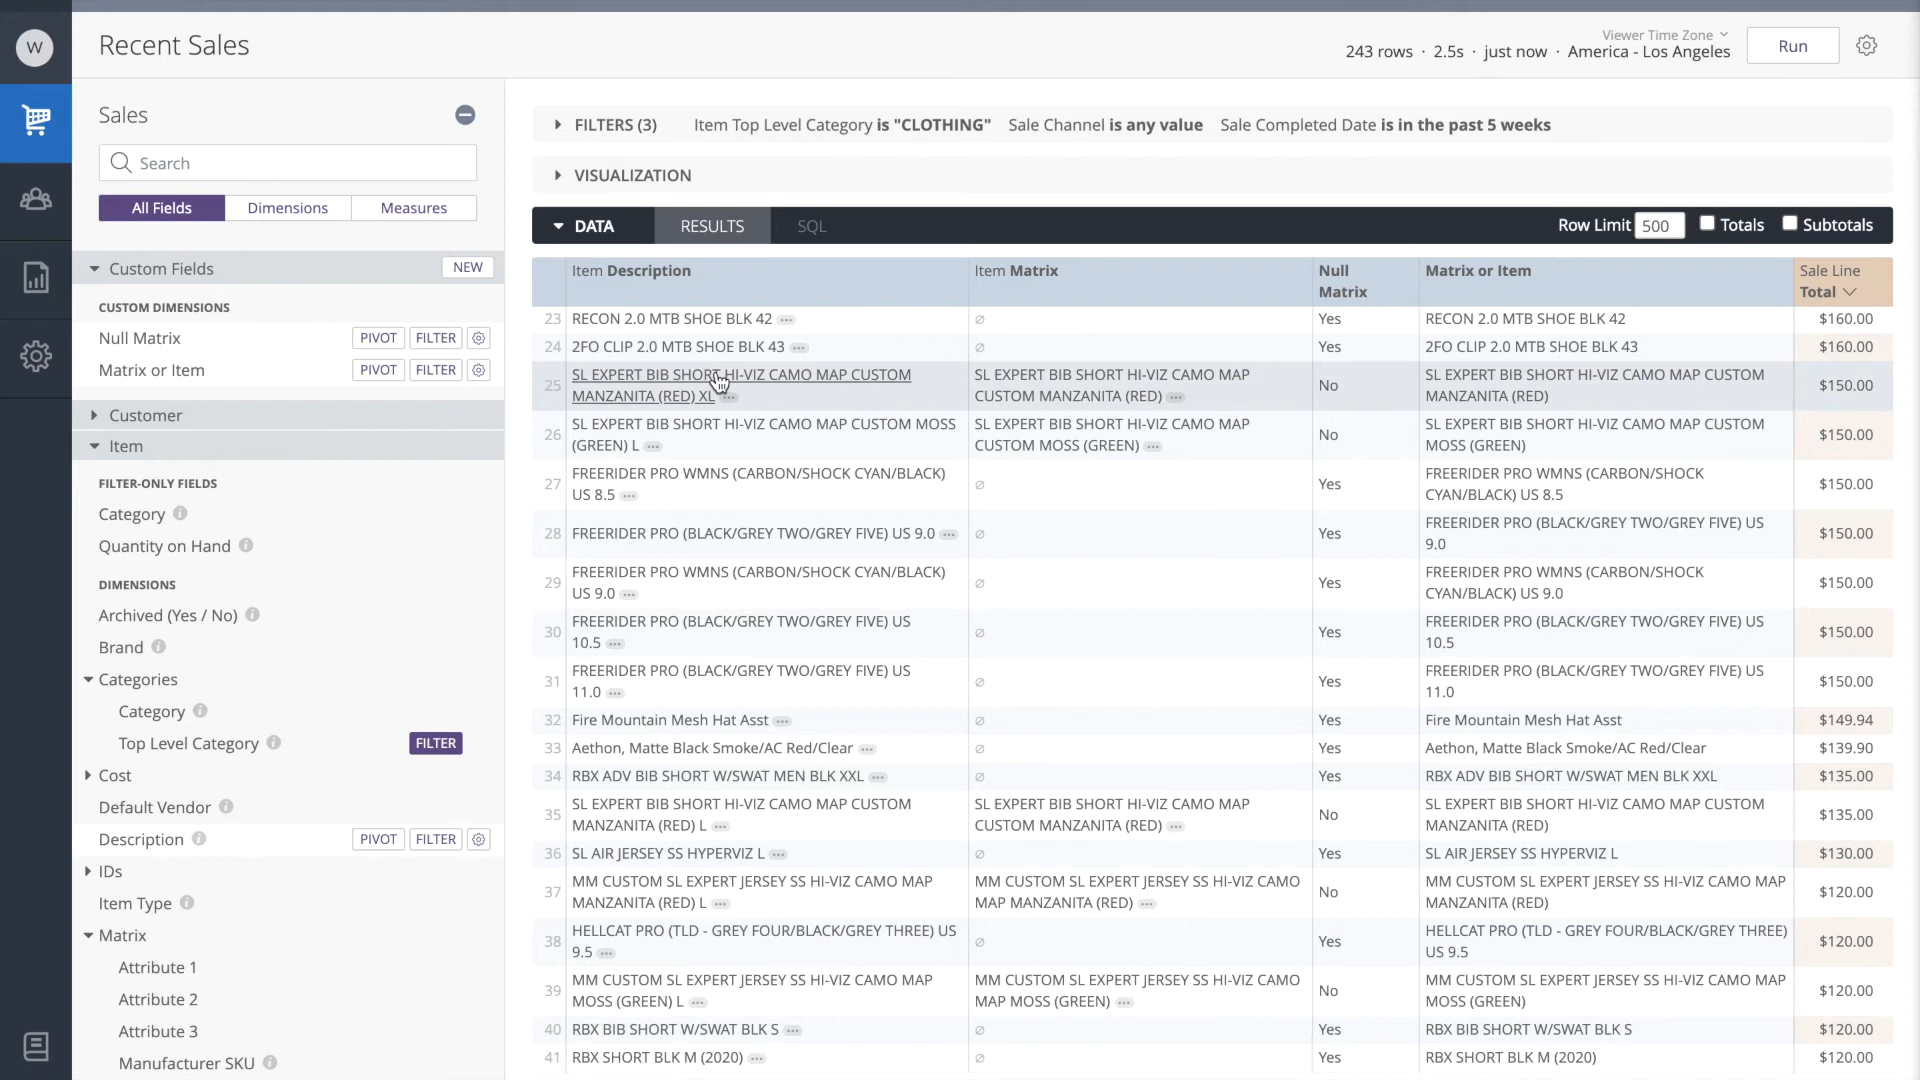 W
Recent Sales
Viewer Time Zone
243 rows · 2.5s · just now · America - Los Angeles
Run
Sales
Search
All Fields
Dimensions
Measures
Custom Fields
NEW
CUSTOM DIMENSIONS
Null Matrix
PIVOT
FILTER
Matrix or Item
PIVOT
FILTER
Customer
Item
FILTER-ONLY FIELDS
Category
Quantity on Hand
DIMENSIONS
Archived (Yes / No)
Brand
Categories
Category
Top Level Category
FILTER
Cost
Default Vendor
Description
PIVOT
FILTER
IDs
Item Type
Matrix
Attribute 1
Attribute 2
Attribute 3
Manufacturer SKU
FILTERS (3)
Item Top Level Category is "CLOTHING" Sale Channel is any value Sale Completed Date is in the past 5 weeks
VISUALIZATION
DATA
RESULTS
SQL
Row Limit 500
Totals
Subtotals
Item Description
Item Matrix
Null
Matrix
Matrix or Item
Sale Line
Total
23 RECON 2.0 MTB SHOE BLK 42 ∅ Yes RECON 2.0 MTB SHOE BLK 42 $160.00
24 2FO CLIP 2.0 MTB SHOE BLK 43 ∅ Yes 2FO CLIP 2.0 MTB SHOE BLK 43 $160.00
25 SL EXPERT BIB SHORT HI-VIZ CAMO MAP CUSTOM
MANZANITA (RED) XL
SL EXPERT BIB SHORT HI-VIZ CAMO MAP
CUSTOM MANZANITA (RED)
No
SL EXPERT BIB SHORT HI-VIZ CAMO MAP CUSTOM
MANZANITA (RED)
$150.00
26 SL EXPERT BIB SHORT HI-VIZ CAMO MAP CUSTOM MOSS
(GREEN) L
SL EXPERT BIB SHORT HI-VIZ CAMO MAP
CUSTOM MOSS (GREEN)
No
SL EXPERT BIB SHORT HI-VIZ CAMO MAP CUSTOM
MOSS (GREEN)
$150.00
27 FREERIDER PRO WMNS (CARBON/SHOCK CYAN/BLACK)
US 8.5
∅
Yes
FREERIDER PRO WMNS (CARBON/SHOCK
CYAN/BLACK) US 8.5
$150.00
28 FREERIDER PRO (BLACK/GREY TWO/GREY FIVE) US 9.0
∅
Yes
FREERIDER PRO (BLACK/GREY TWO/GREY FIVE) US
9.0
$150.00
29 FREERIDER PRO WMNS (CARBON/SHOCK CYAN/BLACK)
US 9.0
∅
Yes
FREERIDER PRO WMNS (CARBON/SHOCK
CYAN/BLACK) US 9.0
$150.00
30 FREERIDER PRO (BLACK/GREY TWO/GREY FIVE) US
10.5
∅
Yes
FREERIDER PRO (BLACK/GREY TWO/GREY FIVE) US
10.5
$150.00
31 FREERIDER PRO (BLACK/GREY TWO/GREY FIVE) US
11.0
∅
Yes
FREERIDER PRO (BLACK/GREY TWO/GREY FIVE) US
11.0
$150.00
32 Fire Mountain Mesh Hat Asst ∅ Yes Fire Mountain Mesh Hat Asst $149.94
33 Aethon, Matte Black Smoke/AC Red/Clear ∅ Yes Aethon, Matte Black Smoke/AC Red/Clear $139.90
34 RBX ADV BIB SHORT W/SWAT MEN BLK XXL ∅ Yes RBX ADV BIB SHORT W/SWAT MEN BLK XXL $135.00
35 SL EXPERT BIB SHORT HI-VIZ CAMO MAP CUSTOM
MANZANITA (RED) L
SL EXPERT BIB SHORT HI-VIZ CAMO MAP
CUSTOM MANZANITA (RED)
No
SL EXPERT BIB SHORT HI-VIZ CAMO MAP CUSTOM
MANZANITA (RED)
$135.00
36 SL AIR JERSEY SS HYPERVIZ L ∅ Yes SL AIR JERSEY SS HYPERVIZ L $130.00
37 MM CUSTOM SL EXPERT JERSEY SS HI-VIZ CAMO MAP
MANZANITA (RED) L
MM CUSTOM SL EXPERT JERSEY SS HI-VIZ CAMO
MAP MANZANITA (RED)
No
MM CUSTOM SL EXPERT JERSEY SS HI-VIZ CAMO MAP
MANZANITA (RED)
$120.00
38 HELLCAT PRO (TLD - GREY FOUR/BLACK/GREY THREE) US
9.5
∅
Yes
HELLCAT PRO (TLD - GREY FOUR/BLACK/GREY THREE)
US 9.5
$120.00
39 MM CUSTOM SL EXPERT JERSEY SS HI-VIZ CAMO MAP
MOSS (GREEN) L
MM CUSTOM SL EXPERT JERSEY SS HI-VIZ CAMO
MAP MOSS (GREEN)
No
MM CUSTOM SL EXPERT JERSEY SS HI-VIZ CAMO MAP
MOSS (GREEN)
$120.00
40 RBX BIB SHORT W/SWAT BLK S ∅ Yes RBX BIB SHORT W/SWAT BLK S $120.00
41 RBX SHORT BLK M (2020) ∅ Yes RBX SHORT BLK M (2020) $120.00